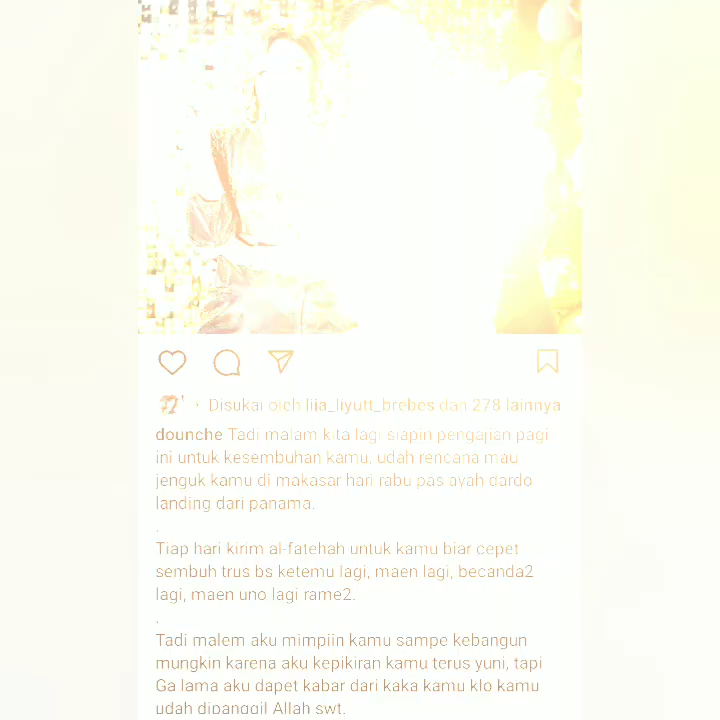 Disukai oleh liia_liyutt_brebes dan 278 lainnya
dounche Tadi malam kita lagi siapin pengajian pagi
ini untuk kesembuhan kamu, udah rencana mau
jenguk kamu di makasar hari rabu pas ayah dardo
landing dari panama.
.
Tiap hari kirim al-fatehah untuk kamu biar cepet
sembuh trus bs ketemu lagi, maen lagi, becanda2
lagi, maen uno lagi rame2.
.
Tadi malem aku mimpiin kamu sampe kebangun
mungkin karena aku kepikiran kamu terus yuni, tapi
Ga lama aku dapet kabar dari kaka kamu klo kamu
udah dipanggil Allah swt.